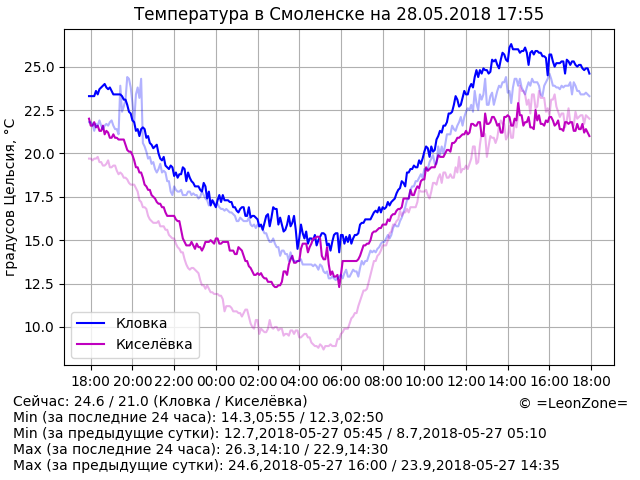 Температура в Смоленске на 28.05.2018 17:55
градусов Цельсия, °C
25.0
22.5
20.0
17.5
15.0
12.5
10.0
Кловка
Киселёвка
18:00 20:00 22:00 00:00 02:00 04:00 06:00 08:00 10:00 12:00 14:00 16:00 18:00
Сейчас: 24.6 / 21.0 (Кловка / Киселёвка)
© =LeonZone=
Min (за последние 24 часа): 14.3,05:55 / 12.3,02:50
Min (за предыдущие сутки): 12.7,2018-05-27 05:45 / 8.7,2018-05-27 05:10
Max (за последние 24 часа): 26.3,14:10 / 22.9,14:30
Max (за предыдущие сутки): 24.6,2018-05-27 16:00 / 23.9,2018-05-27 14:35